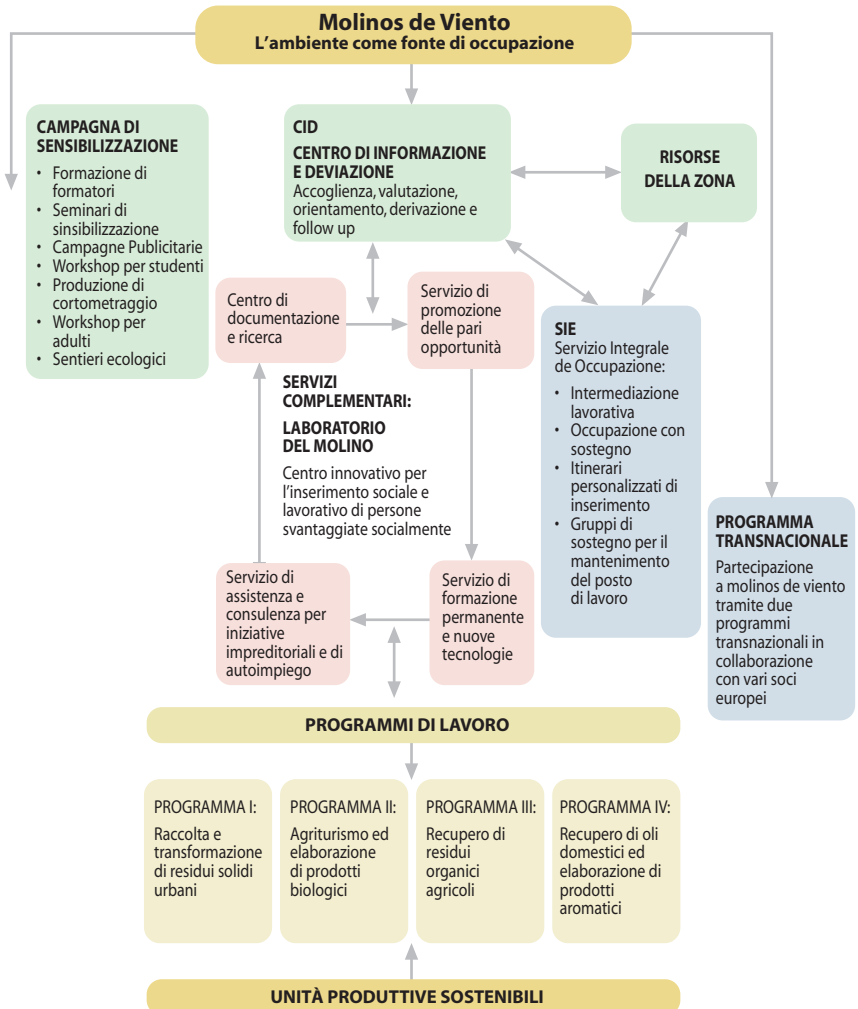 Molinos de Viento
L'ambiente come fonte di occupazione
CAMPAGNA DI
SENSIBILIZZAZIONE
• Formazione di
formatori
• Seminari di
sinsibilizzazione
• Campagne Publicitarie
• Workshop per studenti
• Produzione di
cortometraggio
• Workshop per
adulti
• Sentieri ecologici
CID
CENTRO DI INFORMAZIONE
E DEVIAZIONE
Accoglienza, valutazione,
orientamento, derivazione e
follow up
RISORSE
DELLA ZONA
Centro di
documentazione
e ricerca
Servizio di
promozione
delle pari
opportunità
SERVIZI
COMPLEMENTARI:
LABORATORIO
DEL MOLINO
Centro innovativo per
l'inserimento sociale e
lavorativo di persone
svantaggiate socialmente
Servizio di
assistenza e
consulenza per
iniziative
impreditoriali e di
autoimpiego
Servizio di
formazione
permanente
e nuove
tecnologie
SIE
Servizio Integrale
de Occupazione:
• Intermediazione
lavorativa
• Occupazione con
sostegno
• Itinerari
personalizzati di
inserimento
• Gruppi di
sostegno per il
mantenimento
del posto
di lavoro
PROGRAMMA
TRANSNACIONALE
Partecipazione
a molinos de viento
tramite due
programmi
transnazionali in
collaborazione
con vari soci
europei
PROGRAMMI DI LAVORO
PROGRAMMA I:
Raccolta e
transformazione
di residui solidi
urbani
PROGRAMMA II:
Agriturismo ed
elaborazione
di prodotti
biologici
PROGRAMMA III:
Recupero di
residui
organici
agricoli
PROGRAMMA IV:
Recupero di oli
domestici ed
elaborazione di
prodotti
aromatici
UNITÀ PRODUTTIVE SOSTENIBILI